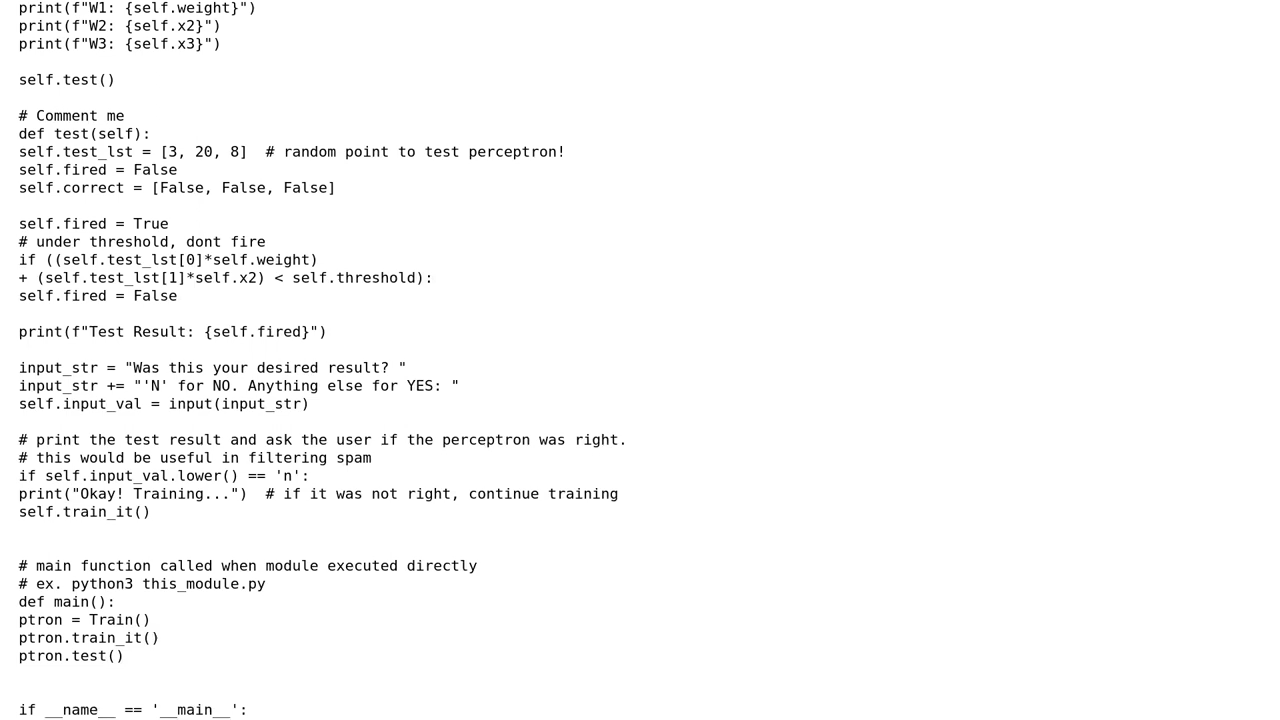 print(f"W1: {self.weight}")
print(f"W2: {self.x2}")
print(f"W3: {self.x3}")

self.test()

# Comment me
def test(self):
self.test_lst = [3, 20, 8]  # random point to test perceptron!
self.fired = False
self.correct = [False, False, False]

self.fired = True
# under threshold, dont fire
if ((self.test_lst[0]*self.weight)
+ (self.test_lst[1]*self.x2) < self.threshold):
self.fired = False

print(f"Test Result: {self.fired}")

input_str = "Was this your desired result? "
input_str += "'N' for NO. Anything else for YES: "
self.input_val = input(input_str)

# print the test result and ask the user if the perceptron was right.
# this would be useful in filtering spam
if self.input_val.lower() == 'n':
print("Okay! Training...")  # if it was not right, continue training
self.train_it()


# main function called when module executed directly
# ex. python3 this_module.py
def main():
ptron = Train()
ptron.train_it()
ptron.test()


if __name__ == '__main__':